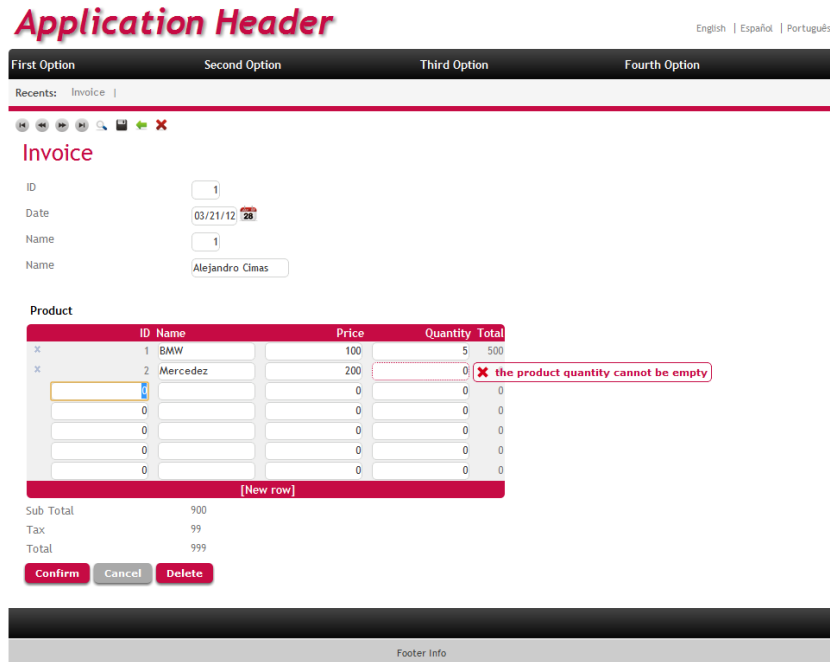 Application Header
English | Español | Português
First Option Second Option Third Option Fourth Option
Recents: Invoice |
28
Invoice
ID 1
Date 03/21/12
Name 1
Name Alejandro Cimas
Product
ID Name Price Quantity Total
x 1 BMW 100 5 500
x 2 Mercedez 200 0 the product quantity cannot be empty
0 0 0 0
0 0 0 0
0 0 0 0
0 0 0 0
0 0 0 0
[New row]
Sub Total 900
Tax 99
Total 999
Confirm Cancel Delete
Footer Info